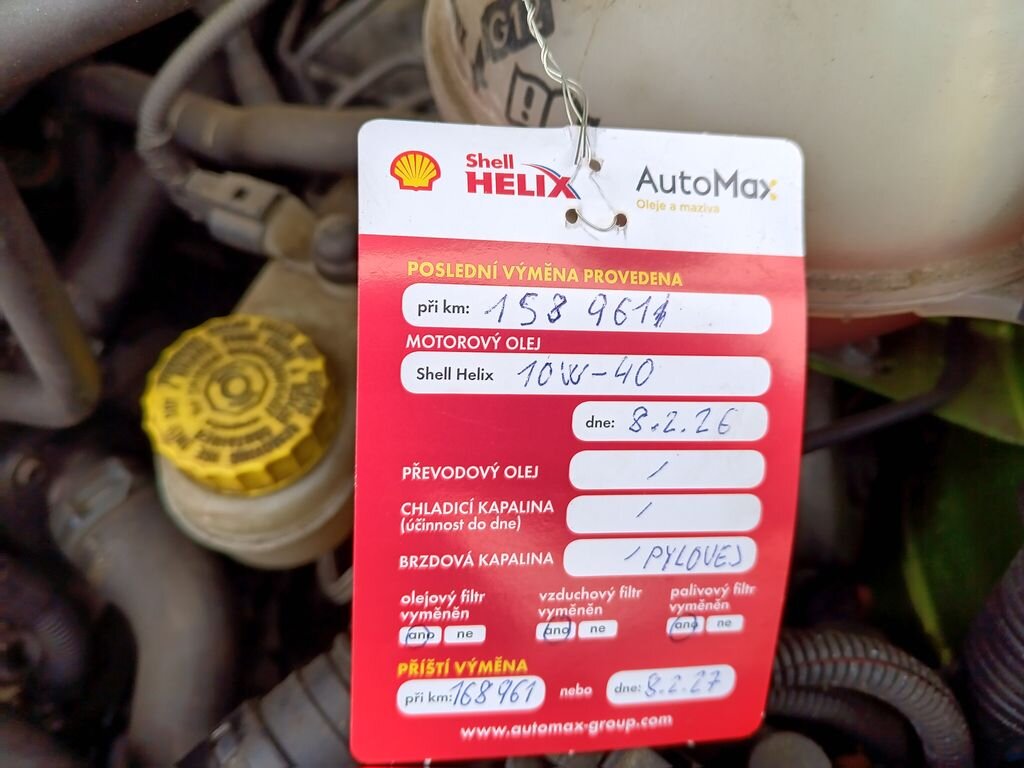 G1
Shell
HELIX
AutoMax
Oleje a maziva
POSLEDNÍ VÝMĚNA PROVEDENA
při km: 158 961
MOTOROVÝ OLEJ
Shell Helix 10W-40
dne: 8.2.26
PŘEVODOVÝ OLEJ /
CHLADICÍ KAPALINA /
(účinnost do dne)
BRZDOVÁ KAPALINA / PYLOVEJ
olejový filtr vyměněn
ano ne
vzduchový filtr vyměněn
ano ne
palivový filtr vyměněn
ano ne
PŘÍŠTÍ VÝMĚNA
při km: 168 961 nebo dne: 8.2.27
www.automax-group.com